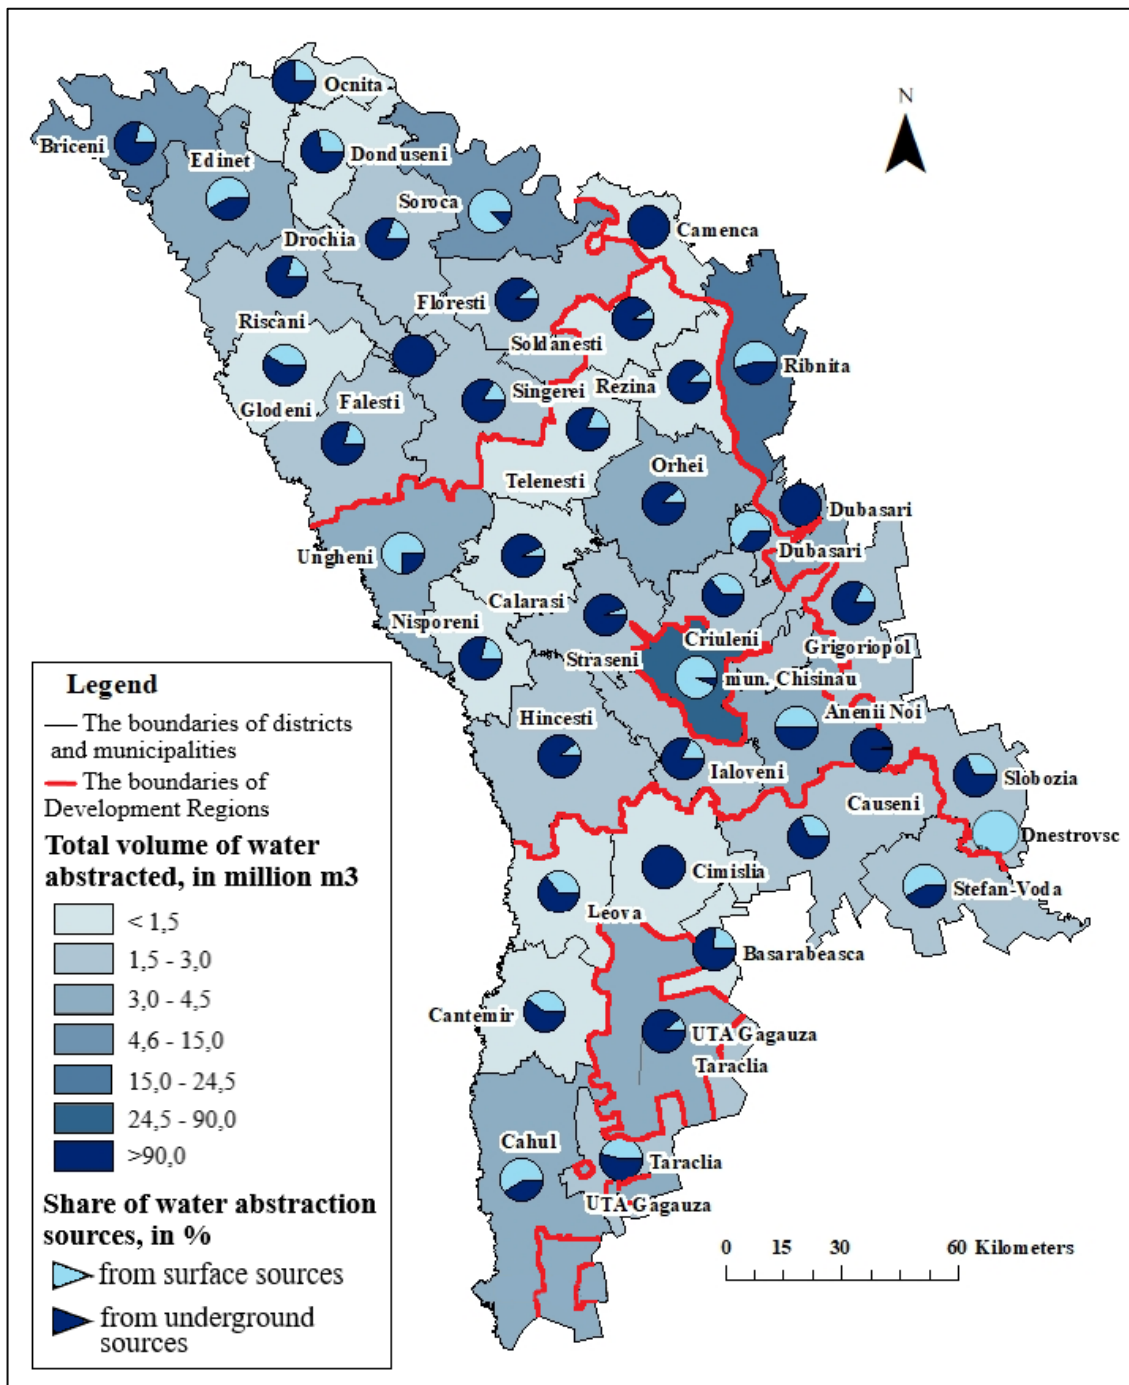 N
Ocnita
Briceni
Edinet
Donduseni
Soroca
Camenca
Drochia
Floresti
Riscani
Soldanesti
Ribnita
Singerei
Rezina
Glodeni
Falesti
Telenesti
Orhei
Dubasari
Ungheni
Dubasari
Calarasi
Nisporeni
Criuleni
Grigoriopol
Straseni
mun. Chisinau
Hincesti
Anenii Noi
Ialoveni
Slobozia
Causeni
Dnestrovsc
Cimislia
Stefan-Voda
Leova
Basarabeasca
Cantemir
UTA Gagauza
Taraclia
Cahul
Taraclia
UTA Gagauza
0 15 30 60 Kilometers
Legend
The boundaries of districts
and municipalities
The boundaries of
Development Regions
Total volume of water
abstracted, in million m3
< 1,5
1,5 - 3,0
3,0 - 4,5
4,6 - 15,0
15,0 - 24,5
24,5 - 90,0
>90,0
Share of water abstraction
sources, in %
from surface sources
from underground
sources